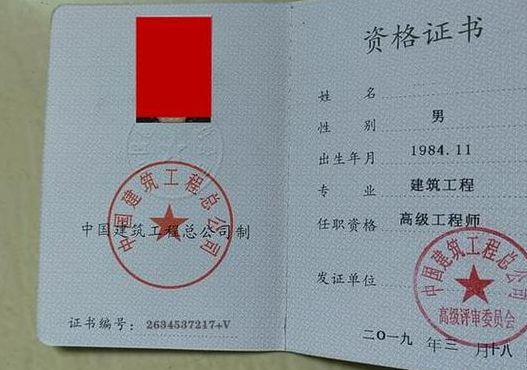 中国建筑工程总公司
中国建筑工程总公司制
证书编号: 2634537217+V
资格证书
姓 名
性 别 男
出生年月 1984.11
专 业 建筑工程
任职资格 高级工程师
发证单位
中国建筑工程总公司
高级评审委员会
二〇一九 年 三 月 十八